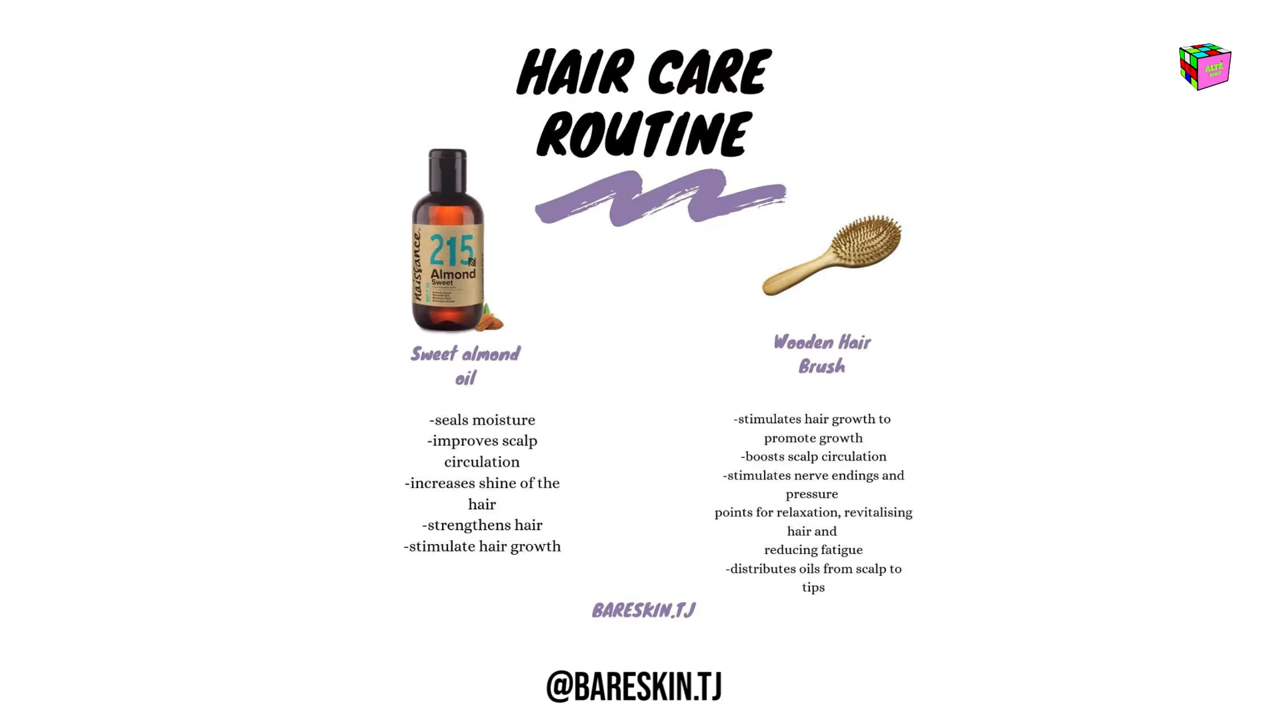 HAIR CARE
ROUTINE
naissance
215
Almond
Sweet
Sweet almond
oil
-seals moisture
-improves scalp
circulation
-increases shine of the
hair
-strengthens hair
-stimulate hair growth
Wooden Hair
Brush
-stimulates hair growth to
promote growth
-boosts scalp circulation
-stimulates nerve endings and
pressure
points for relaxation, revitalising
hair and
reducing fatigue
-distributes oils from scalp to
tips
BARESKIN.TJ
@BARESKIN.TJ